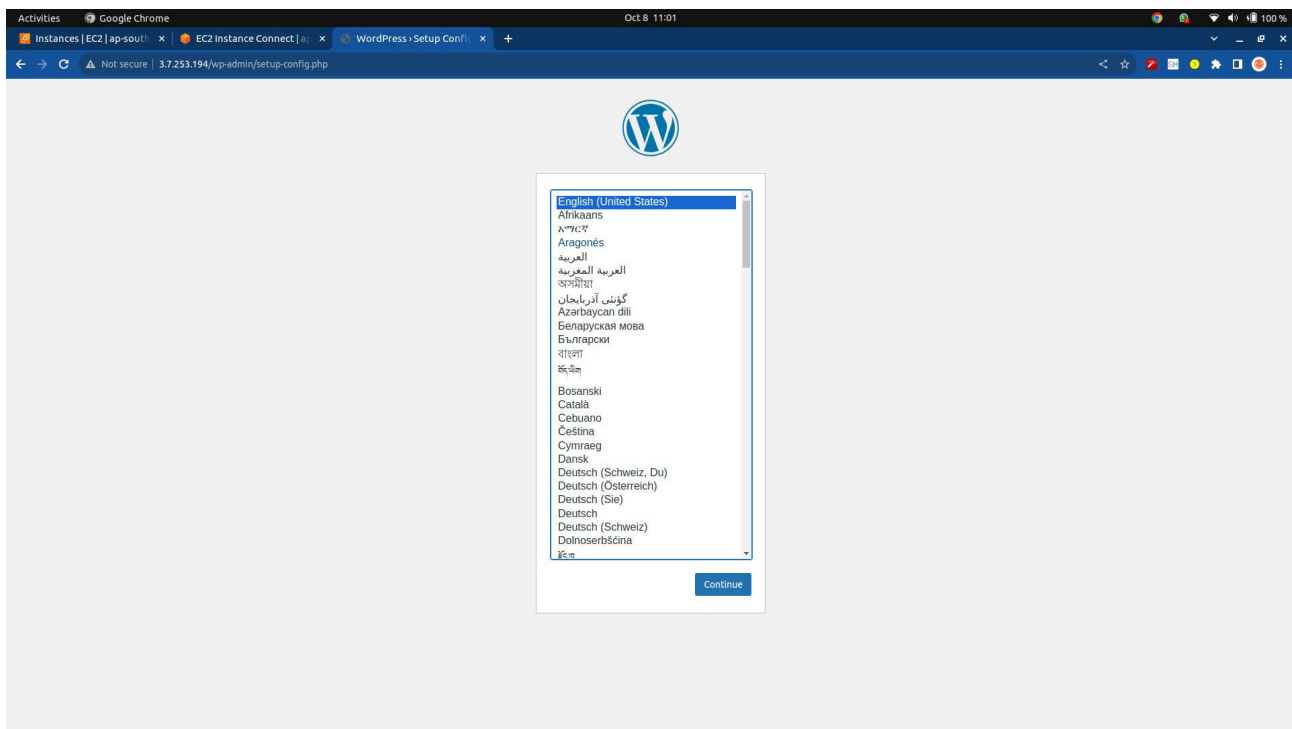 Activities Google Chrome Oct 8 11:01 100 %
Instances | EC2 | ap-south EC2 Instance Connect | ap WordPress › Setup Config
Not secure | 3.7.253.194/wp-admin/setup-config.php
English (United States)
Afrikaans
አማርኛ
Aragonés
العربية
العربية المغربية
অসমীয়া
گؤنئی آذربایجان
Azərbaycan dili
Беларуская мова
Български
বাংলা
བོད་ཡིག
Bosanski
Català
Cebuano
Čeština
Cymraeg
Dansk
Deutsch (Schweiz, Du)
Deutsch (Österreich)
Deutsch (Sie)
Deutsch
Deutsch (Schweiz)
Dolnoserbšćina
རྫོང་ཁ
Continue